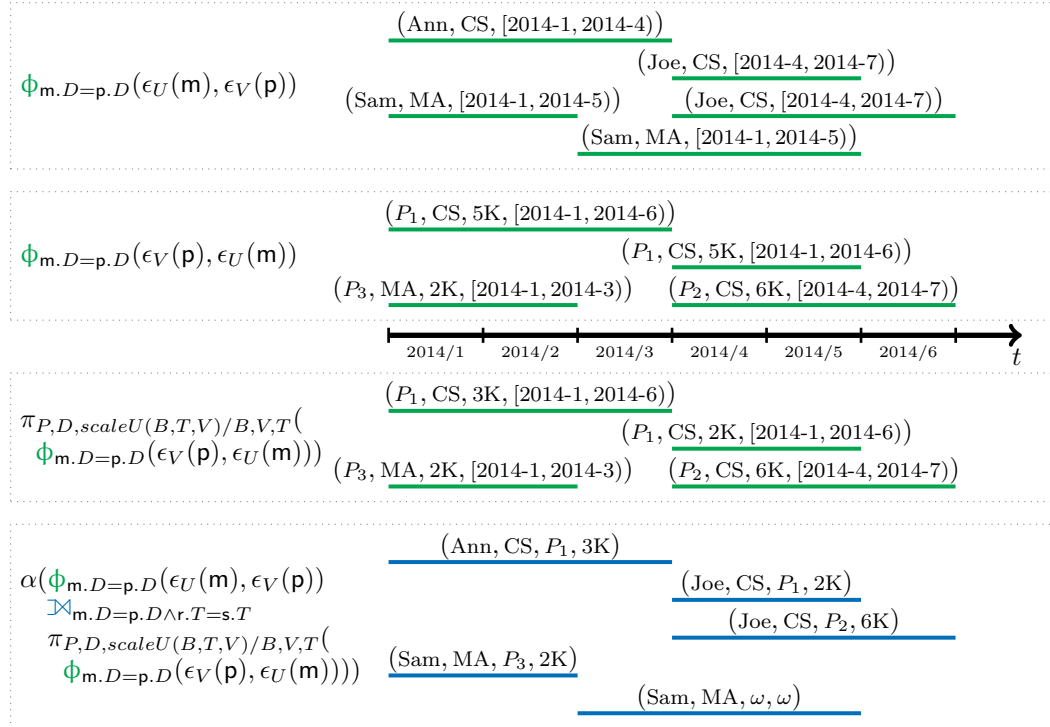 (Ann, CS, [2014-1, 2014-4))
(Joe, CS, [2014-4, 2014-7))
ϕm.D=p.D(ϵU(m), ϵV(p))
(Sam, MA, [2014-1, 2014-5))
(Joe, CS, [2014-4, 2014-7))
(Sam, MA, [2014-1, 2014-5))
(P1, CS, 5K, [2014-1, 2014-6))
ϕm.D=p.D(ϵV(p), ϵU(m))
(P1, CS, 5K, [2014-1, 2014-6))
(P3, MA, 2K, [2014-1, 2014-3))
(P2, CS, 6K, [2014-4, 2014-7))
2014/1 2014/2 2014/3 2014/4 2014/5 2014/6 t
(P1, CS, 3K, [2014-1, 2014-6))
πP,D,scaleU(B,T,V)/B,V,T(
(P1, CS, 2K, [2014-1, 2014-6))
ϕm.D=p.D(ϵV(p), ϵU(m)))
(P3, MA, 2K, [2014-1, 2014-3))
(P2, CS, 6K, [2014-4, 2014-7))
(Ann, CS, P1, 3K)
α(ϕm.D=p.D(ϵU(m), ϵV(p))
(Joe, CS, P1, 2K)
⟕m.D=p.D∧r.T=s.T
(Joe, CS, P2, 6K)
πP,D,scaleU(B,T,V)/B,V,T(
(Sam, MA, P3, 2K)
ϕm.D=p.D(ϵV(p), ϵU(m))))
(Sam, MA, ω, ω)